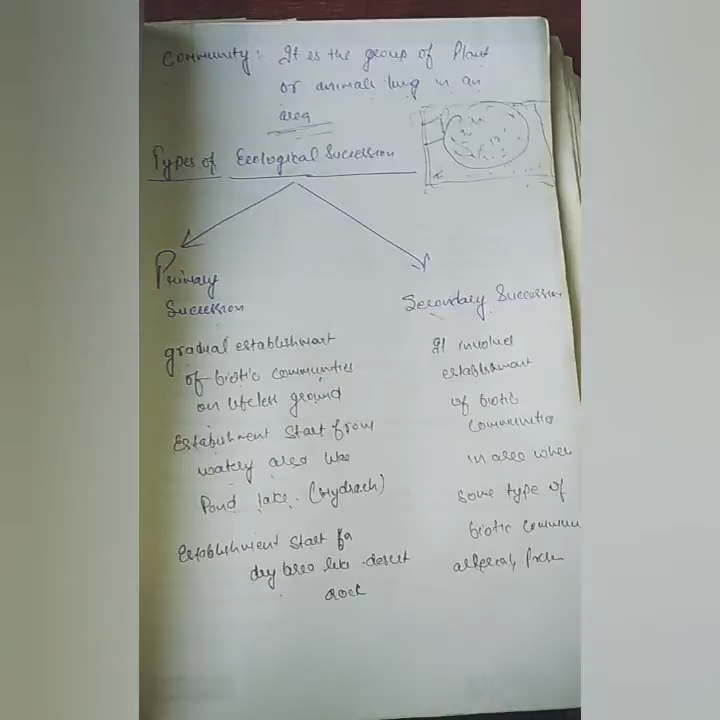 Community: It is the group of Plant
or animals living in an
area
Types of Ecological Succession
Primary
Succession
gradual establishment
of biotic communities
on lifeless ground
Establishment start from
watery area like
Pond lake. (Hydrach)
Establishment start
dry area like desert
rock
Secondary Succession
It involves
establishment
of biotic
communities
in area where
some type of
biotic commun